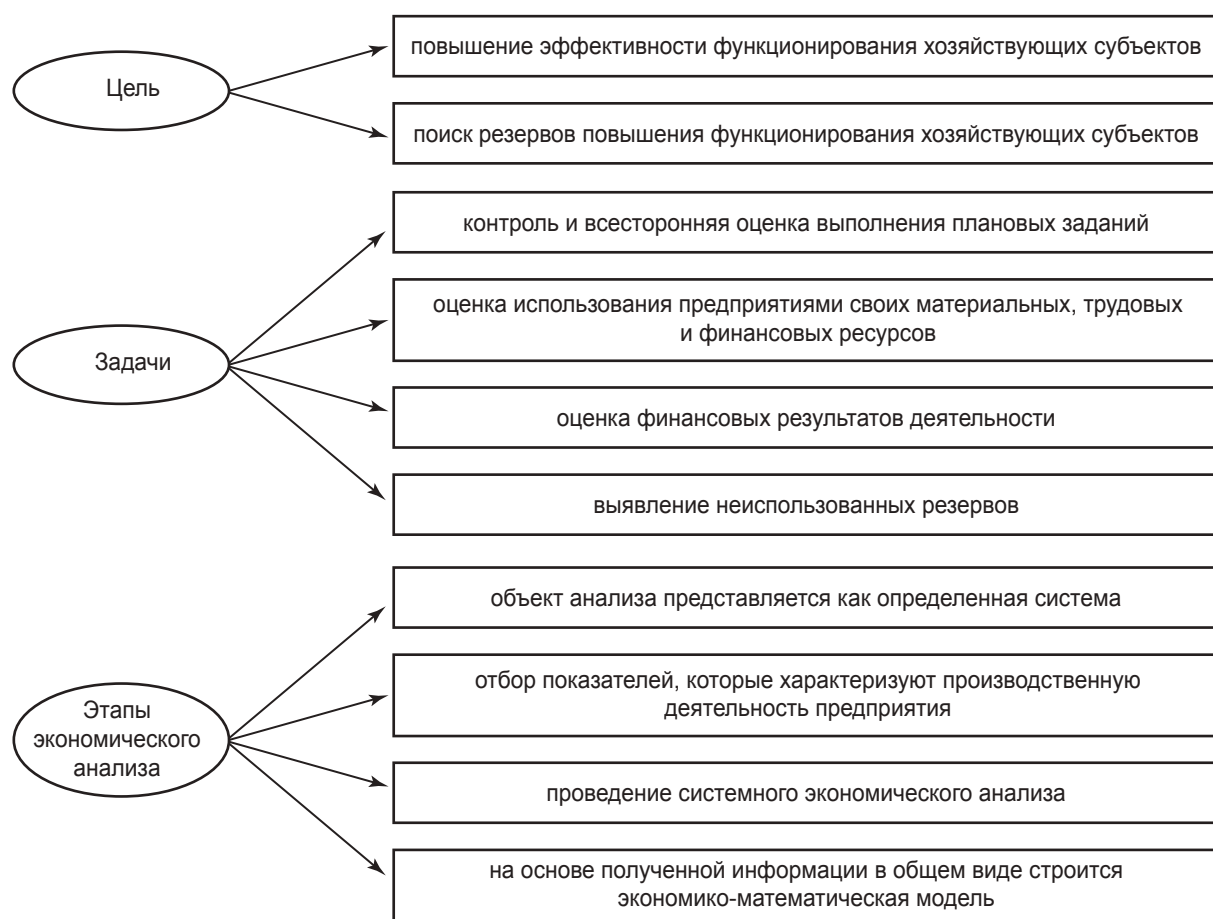 Цель
повышение эффективности функционирования хозяйствующих субъектов
поиск резервов повышения функционирования хозяйствующих субъектов
Задачи
контроль и всесторонняя оценка выполнения плановых заданий
оценка использования предприятиями своих материальных, трудовых
и финансовых ресурсов
оценка финансовых результатов деятельности
выявление неиспользованных резервов
Этапы
экономического
анализа
объект анализа представляется как определенная система
отбор показателей, которые характеризуют производственную
деятельность предприятия
проведение системного экономического анализа
на основе полученной информации в общем виде строится
экономико-математическая модель